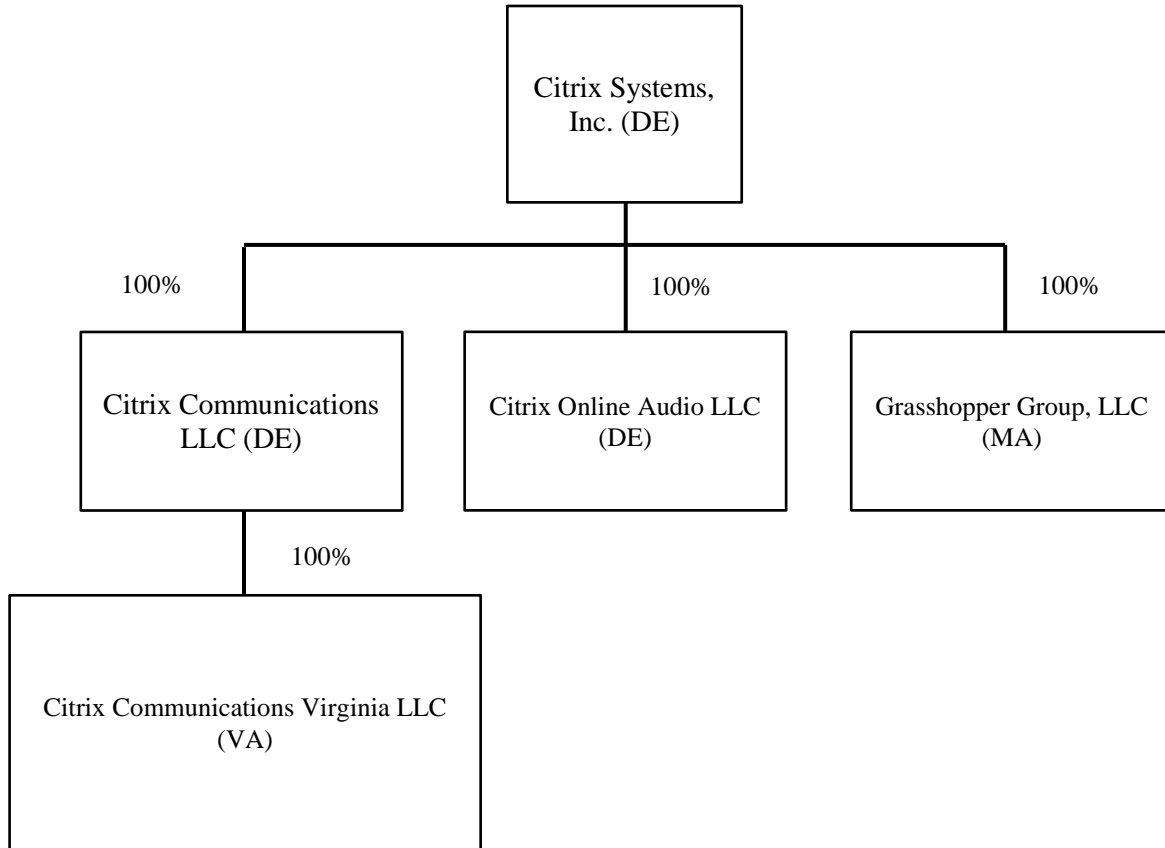 Citrix Systems,
Inc. (DE)
100%
100%
100%
Citrix Communications
LLC (DE)
Citrix Online Audio LLC
(DE)
Grasshopper Group, LLC
(MA)
100%
Citrix Communications Virginia LLC
(VA)